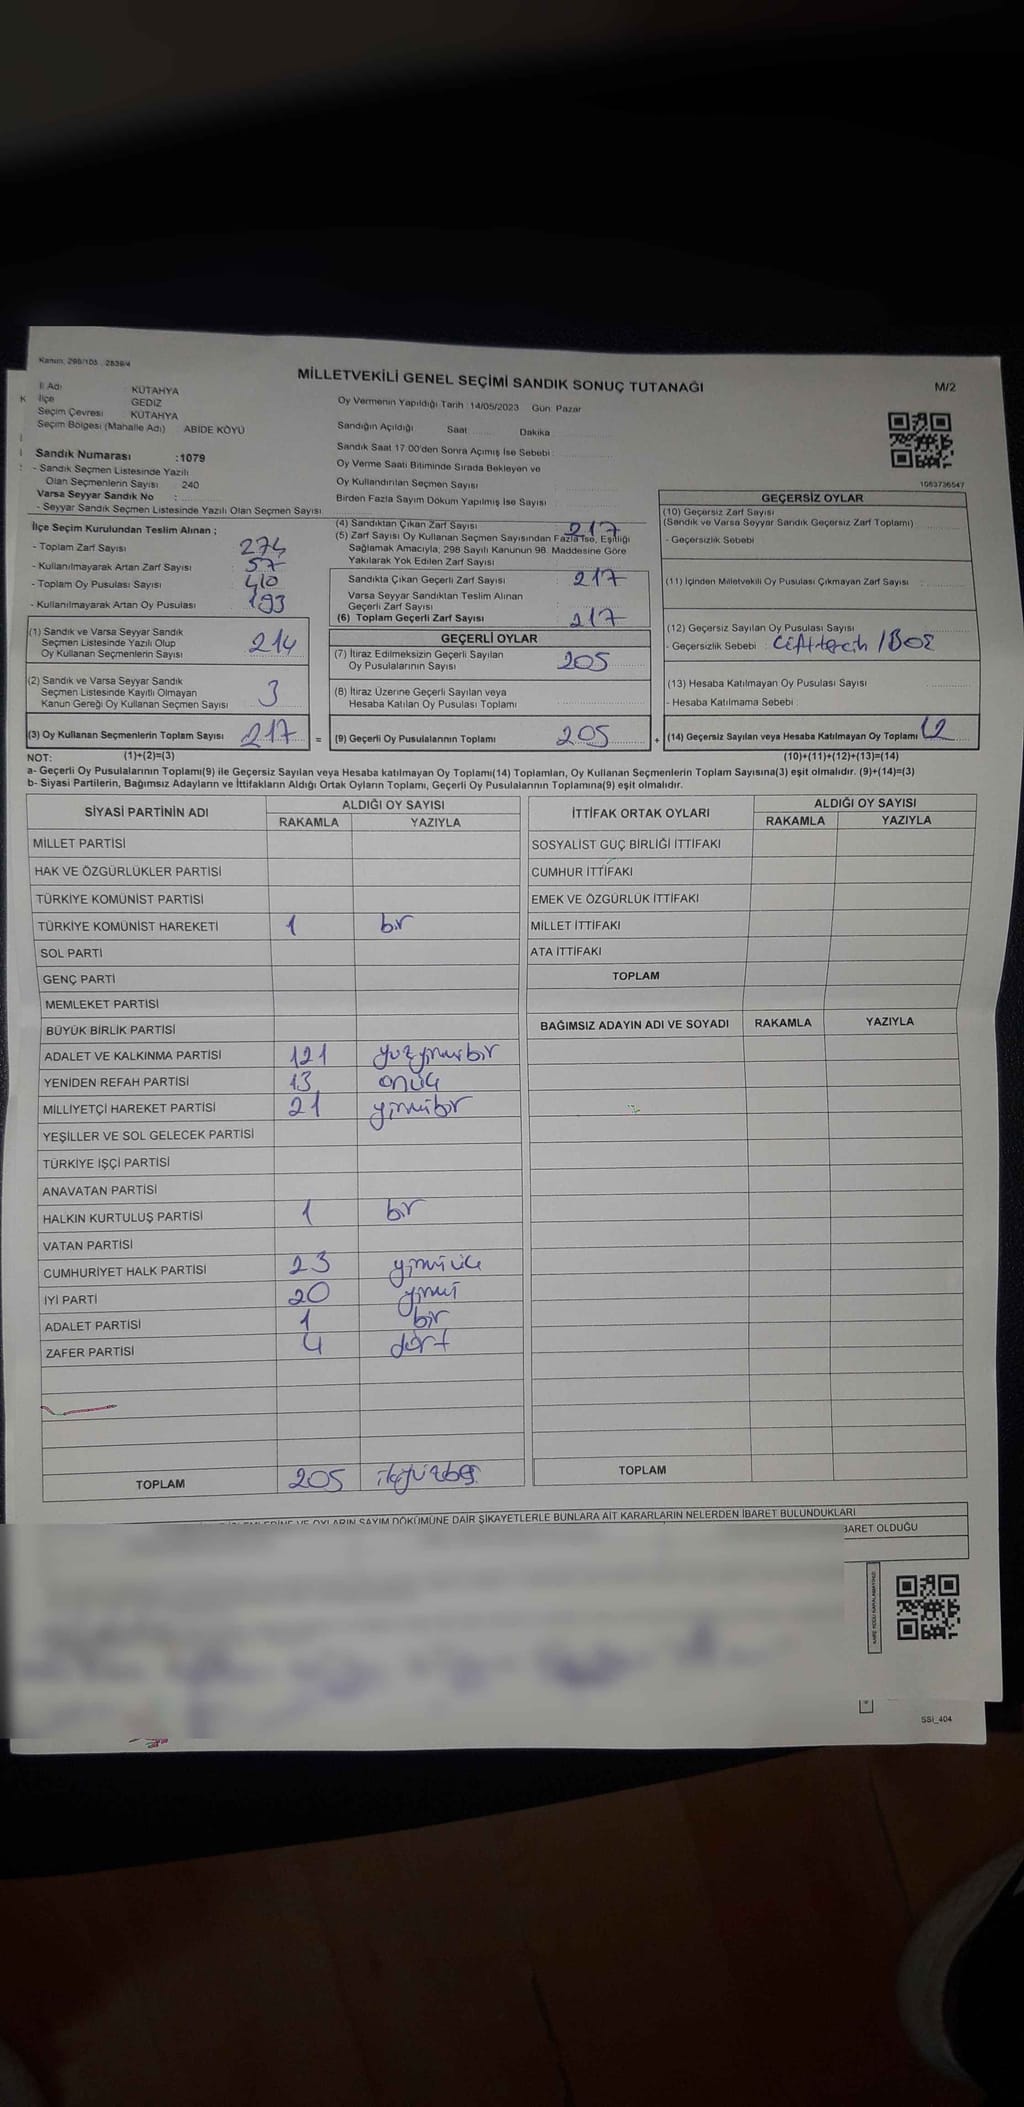 Kanun, 298/105 , 2839/4
MİLLETVEKİLİ GENEL SEÇİMİ SANDIK SONUÇ TUTANAĞI
M/2
İl Adı KÜTAHYA
İlçe GEDİZ
Seçim Çevresi KÜTAHYA
Seçim Bölgesi (Mahalle Adı) ABİDE KÖYÜ
Sandık Numarası :1079
- Sandık Seçmen Listesinde Yazılı
Olan Seçmenlerin Sayısı 240
Varsa Seyyar Sandık No :
- Seyyar Sandık Seçmen Listesinde Yazılı Olan Seçmen Sayısı
Oy Vermenin Yapıldığı Tarih :14/05/2023 Gün Pazar
Sandığın Açıldığı Saat Dakika
Sandık Saat 17:00'den Sonra Açımış İse Sebebi
Oy Verme Saati Bitiminde Sırada Bekleyen ve
Oy Kullandırılan Seçmen Sayısı
Birden Fazla Sayım Döküm Yapılmış İse Sayısı
1063736547
İlçe Seçim Kurulundan Teslim Alınan ;
- Toplam Zarf Sayısı 274
- Kullanılmayarak Artan Zarf Sayısı 57
- Toplam Oy Pusulası Sayısı 410
- Kullanılmayarak Artan Oy Pusulası 193
(1) Sandık ve Varsa Seyyar Sandık
Seçmen Listesinde Yazılı Olup
Oy Kullanan Seçmenlerin Sayısı 214
(2) Sandık ve Varsa Seyyar Sandık
Seçmen Listesinde Kayıtlı Olmayan
Kanun Gereği Oy Kullanan Seçmen Sayısı 3
(3) Oy Kullanan Seçmenlerin Toplam Sayısı 217 =
(4) Sandıktan Çıkan Zarf Sayısı 217
(5) Zarf Sayısı Oy Kullanan Seçmen Sayısından Fazla İse, Eşitliği
Sağlamak Amacıyla, 298 Sayılı Kanunun 98. Maddesine Göre
Yakılarak Yok Edilen Zarf Sayısı
Sandıkta Çıkan Geçerli Zarf Sayısı 217
Varsa Seyyar Sandıktan Teslim Alınan
Geçerli Zarf Sayısı
(6) Toplam Geçerli Zarf Sayısı 217
GEÇERLİ OYLAR
(7) İtiraz Edilmeksizin Geçerli Sayılan
Oy Pusulalarının Sayısı 205
(8) İtiraz Üzerine Geçerli Sayılan veya
Hesaba Katılan Oy Pusulası Toplamı
(9) Geçerli Oy Pusulalarının Toplamı 205 +
GEÇERSİZ OYLAR
(10) Geçersiz Zarf Sayısı
(Sandık ve Varsa Seyyar Sandık Geçersiz Zarf Toplamı)
- Geçersizlik Sebebi
(11) İçinden Milletvekili Oy Pusulası Çıkmayan Zarf Sayısı
(12) Geçersiz Sayılan Oy Pusulası Sayısı
- Geçersizlik Sebebi : Çift tercih / BOŞ
(13) Hesaba Katılmayan Oy Pusulası Sayısı
- Hesaba Katılmama Sebebi
(14) Geçersiz Sayılan veya Hesaba Katılmayan Oy Toplamı 12
NOT: (1)+(2)=(3) (10)+(11)+(12)+(13)=(14)
a- Geçerli Oy Pusulalarının Toplamı(9) ile Geçersiz Sayılan veya Hesaba katılmayan Oy Toplamı(14) Toplamları, Oy Kullanan Seçmenlerin Toplam Sayısına(3) eşit olmalıdır. (9)+(14)=(3)
b- Siyasi Partilerin, Bağımsız Adayların ve İttifakların Aldığı Ortak Oyların Toplamı, Geçerli Oy Pusulalarının Toplamına(9) eşit olmalıdır.
SİYASİ PARTİNİN ADI ALDIĞI OY SAYISI
RAKAMLA YAZIYLA
MİLLET PARTİSİ
HAK VE ÖZGÜRLÜKLER PARTİSİ
TÜRKİYE KOMÜNİST PARTİSİ
TÜRKİYE KOMÜNİST HAREKETİ 1 bir
SOL PARTİ
GENÇ PARTİ
MEMLEKET PARTİSİ
BÜYÜK BİRLİK PARTİSİ
ADALET VE KALKINMA PARTİSİ 121 yüzyirmibir
YENİDEN REFAH PARTİSİ 13 onüç
MİLLİYETÇİ HAREKET PARTİSİ 21 yirmibir
YEŞİLLER VE SOL GELECEK PARTİSİ
TÜRKİYE İŞÇİ PARTİSİ
ANAVATAN PARTİSİ
HALKIN KURTULUŞ PARTİSİ 1 bir
VATAN PARTİSİ
CUMHURİYET HALK PARTİSİ 23 yirmi üç
İYİ PARTİ 20 yirmi
ADALET PARTİSİ 1 bir
ZAFER PARTİSİ 4 dört
TOPLAM 205 ikiyüzbeş
İTTİFAK ORTAK OYLARI ALDIĞI OY SAYISI
RAKAMLA YAZIYLA
SOSYALİST GÜÇ BİRLİĞİ İTTİFAKI
CUMHUR İTTİFAKI
EMEK VE ÖZGÜRLÜK İTTİFAKI
MİLLET İTTİFAKI
ATA İTTİFAKI
TOPLAM
BAĞIMSIZ ADAYIN ADI VE SOYADI RAKAMLA YAZIYLA
TOPLAM
VE OYLARIN SAYIM DÖKÜMÜNE DAİR ŞİKAYETLERLE BUNLARA AİT KARARLARIN NELERDEN İBARET BULUNDUKLARI
BARET OLDUĞU
SSİ_404